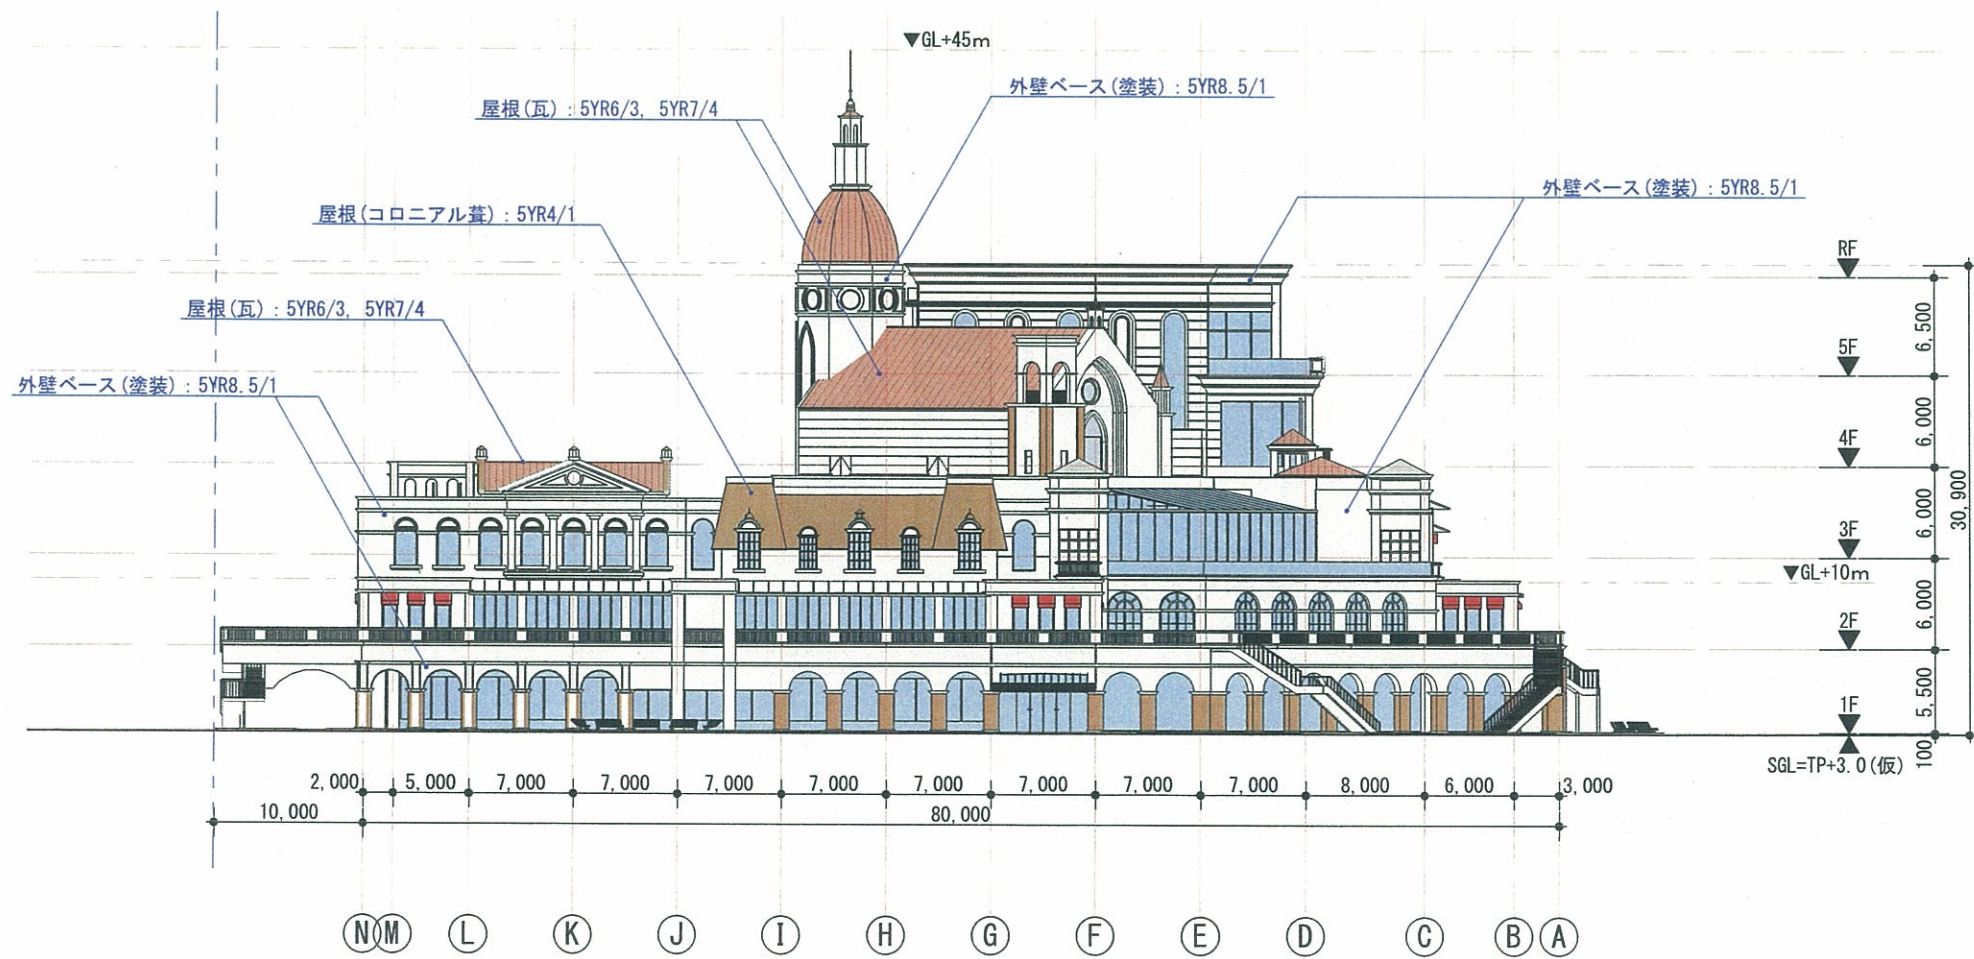 ▼GL+45m
外壁ベース(塗装) : 5YR8.5/1
屋根(瓦) : 5YR6/3, 5YR7/4
外壁ベース(塗装) : 5YR8.5/1
屋根(コロニアル葺) : 5YR4/1
屋根(瓦) : 5YR6/3, 5YR7/4
外壁ベース(塗装) : 5YR8.5/1
RF
6,500
5F
6,000
4F
6,000
30,900
3F
▼GL+10m
6,000
2F
5,500
1F
100
SGL=TP+3.0(仮)
2,000 5,000 7,000 7,000 7,000 7,000 7,000 7,000 7,000 7,000 8,000 6,000 3,000
10,000 80,000
N M L K J I H G F E D C B A